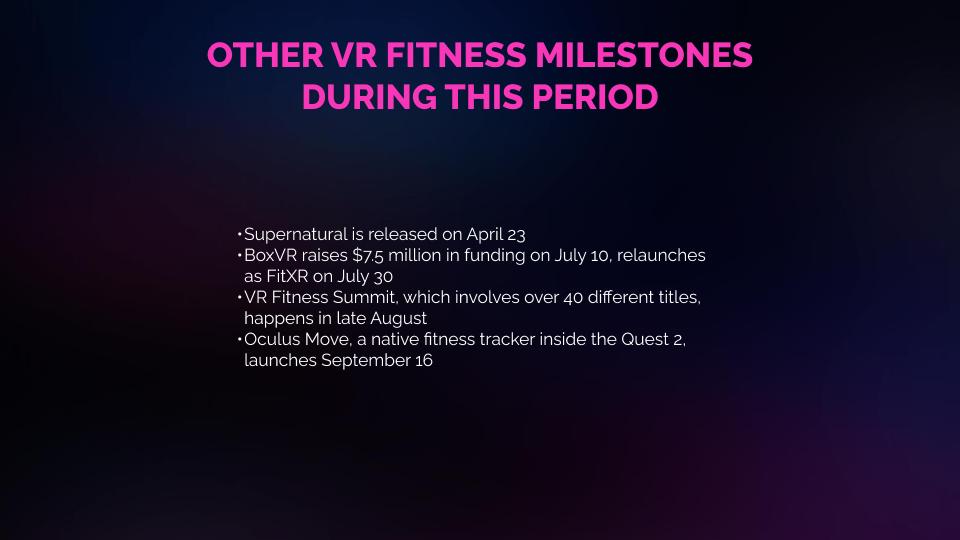 OTHER VR FITNESS MILESTONES
DURING THIS PERIOD
•Supernatural is released on April 23
•BoxVR raises $7.5 million in funding on July 10, relaunches
as FitXR on July 30
•VR Fitness Summit, which involves over 40 different titles,
happens in late August
•Oculus Move, a native fitness tracker inside the Quest 2,
launches September 16